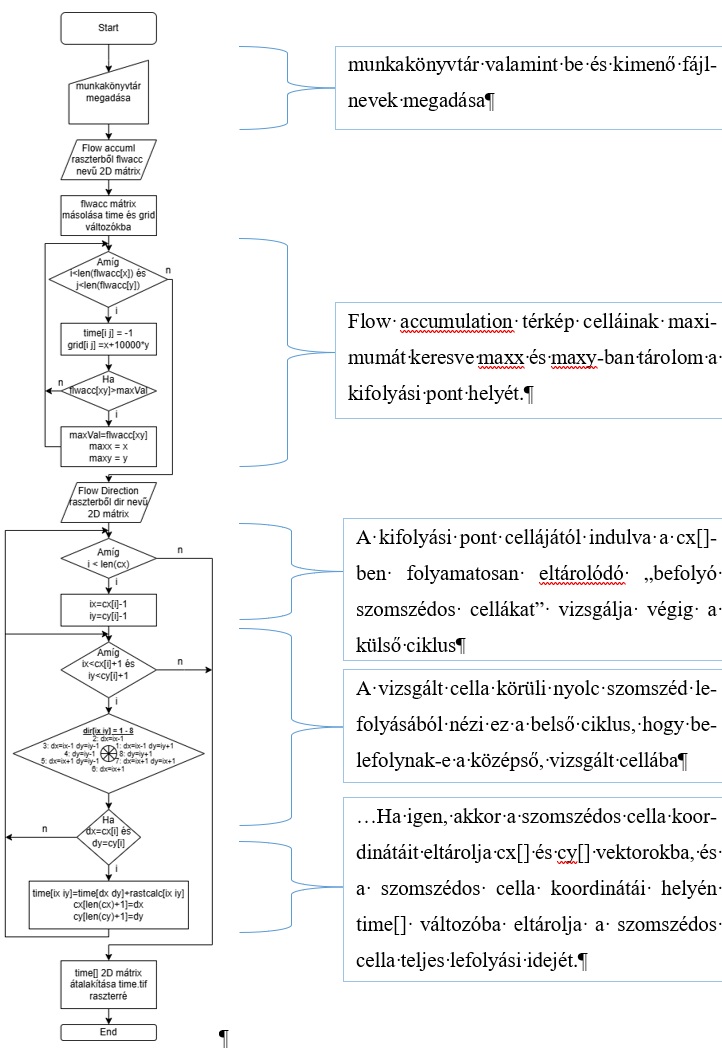 Start
munkakönyvtár
megadása
Flow accuml
raszterből flwacc
nevű 2D mátrix
flwacc mátrix
másolása time és grid
változókba
Amíg
i<len(flwacc[x]) és
j<len(flwacc[y])
n
i
time[i j] = -1
grid[i j] =x+10000*y
Ha
flwacc[xy]>maxVal
n
i
maxVal=flwacc[xy]
maxx = x
maxy = y
Flow Direction
raszterből dir nevű
2D mátrix
Amíg
i < len(cx)
n
i
ix=cx[i]-1
iy=cy[i]-1
Amíg
ix<cx[i]+1 és
iy<cy[i]+1
n
i
dir[ix iy] = 1 - 8
2: dx=ix-1
3: dx=ix-1 dy=iy-1 1: dx=ix-1 dy=iy+1
4: dy=iy-1 8: dy=iy+1
5: dx=ix+1 dy=iy-1 7: dx=ix+1 dy=ix+1
6: dx=ix+1
Ha
dx=cx[i] és
dy=cy[i]
n
i
time[ix iy]=time[dx dy]+rastcalc[ix iy]
cx[len(cx)+1]=dx
cy[len(cy)+1]=dy
time[] 2D mátrix
átalakítása time.tif
raszterré
End
¶
munkakönyvtár·valamint·be·és·kimenő·fájl-
nevek·megadása¶
Flow· accumulation· térkép· celláinak· maxi-
mumát·keresve·maxx·és·maxy-ban·tárolom·a·
kifolyási·pont·helyét.¶
A·kifolyási·pont·cellájától·indulva·a·cx[]-
ben· folyamatosan· eltárolódó· „befolyó·
szomszédos· cellákat”· vizsgálja· végig· a·
külső·ciklus¶
A·vizsgált·cella·körüli·nyolc·szomszéd·le-
folyásából·nézi·ez·a·belső·ciklus,·hogy·be-
lefolynak-e·a·középső,·vizsgált·cellába¶
…Ha·igen,·akkor·a·szomszédos·cella·koor-
dinátáit·eltárolja·cx[]·és·cy[]·vektorokba,·és·
a· szomszédos· cella· koordinátái· helyén·
time[]· változóba· eltárolja· a· szomszédos·
cella·teljes·lefolyási·idejét.¶